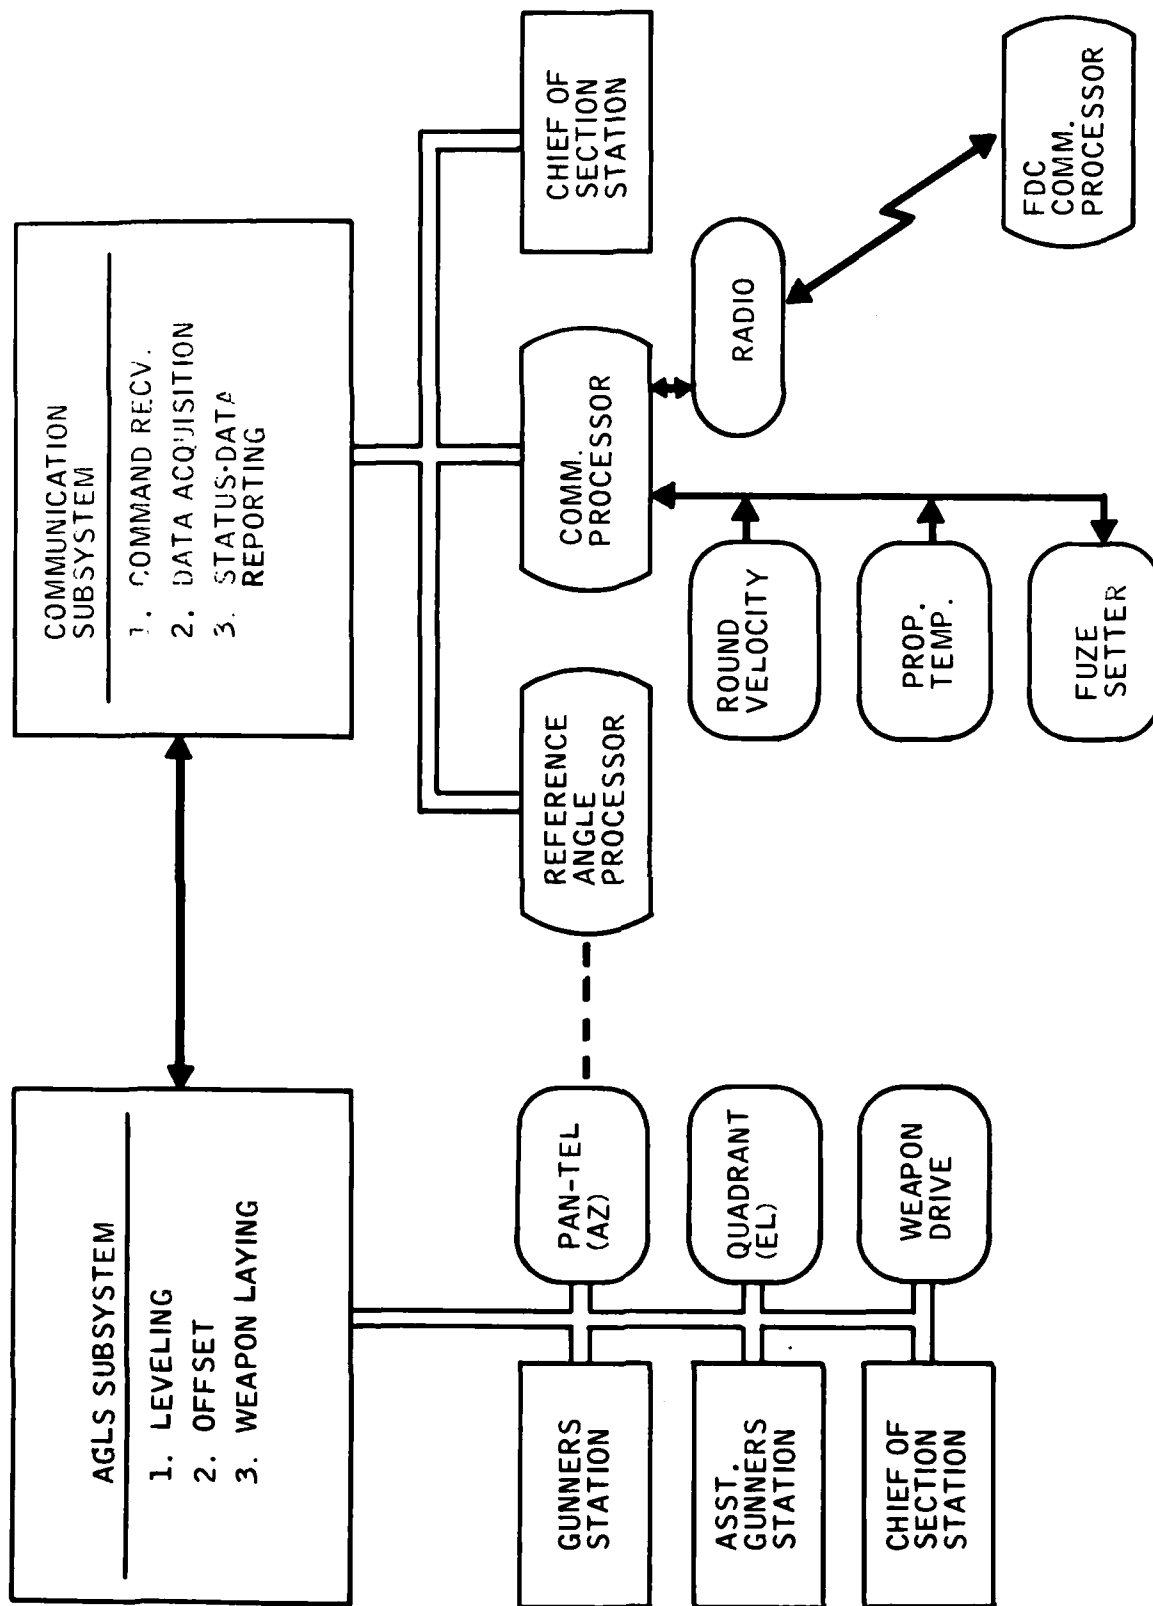 AGLS SUBSYSTEM
1. LEVELING
2. OFFSET
3. WEAPON LAYING
COMMUNICATION
SUBSYSTEM
1. COMMAND RECV.
2. DATA ACQUISITION
3. STATUS·DATA
REPORTING
GUNNERS
STATION
PAN-TEL
(AZ)
ASST.
GUNNERS
STATION
QUADRANT
(EL)
CHIEF OF
SECTION
STATION
WEAPON
DRIVE
REFERENCE
ANGLE
PROCESSOR
COMM.
PROCESSOR
CHIEF OF
SECTION
STATION
ROUND
VELOCITY
PROP.
TEMP.
FUZE
SETTER
RADIO
FDC
COMM.
PROCESSOR